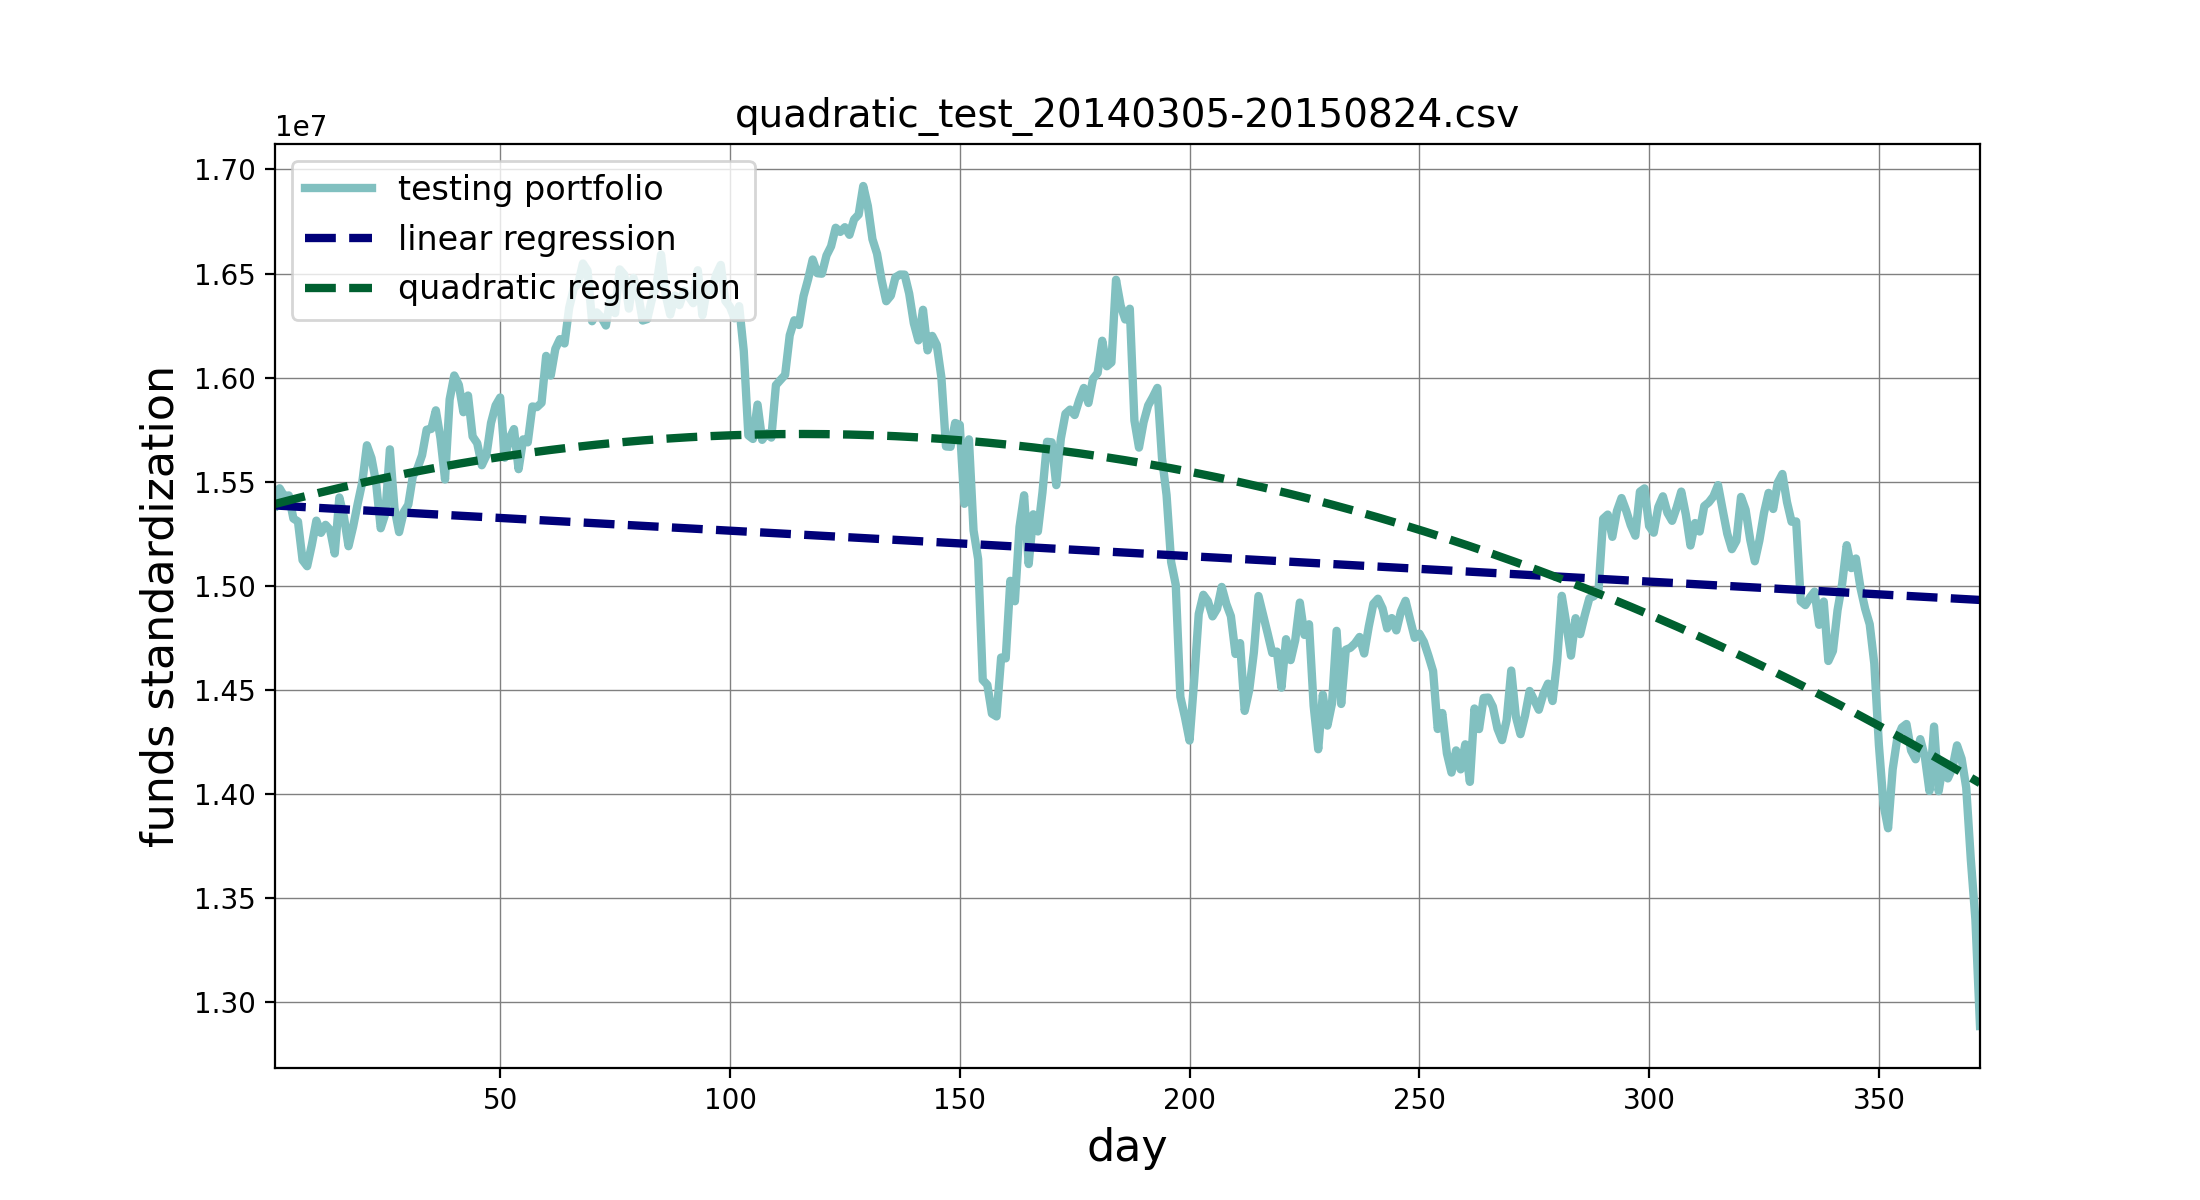 quadratic_test_20140305-20150824.csv
1e7
1.70
1.65
1.60
1.55
1.50
1.45
1.40
1.35
1.30
funds standardization
testing portfolio
linear regression
quadratic regression
50 100 150 200 250 300 350
day